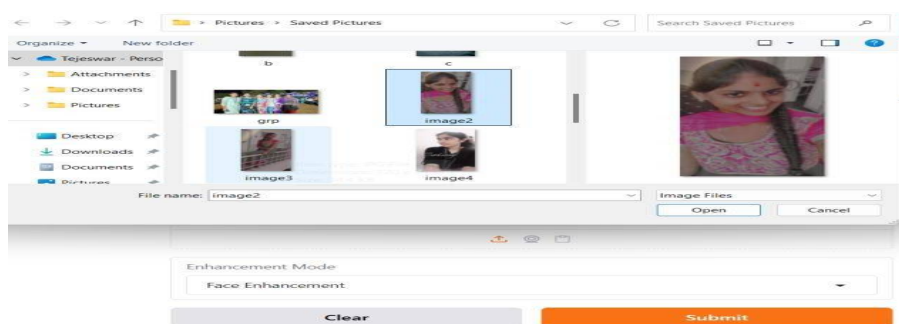 Pictures > Saved Pictures
Search Saved Pictures
Organize
New folder
Tejeswar - Perso
Attachments
Documents
Pictures
Desktop
Downloads
Documents
Pictures
b
c
grp
image2
image3
image4
File name: image2
Image Files
Open
Cancel
Enhancement Mode
Face Enhancement
Clear
Submit